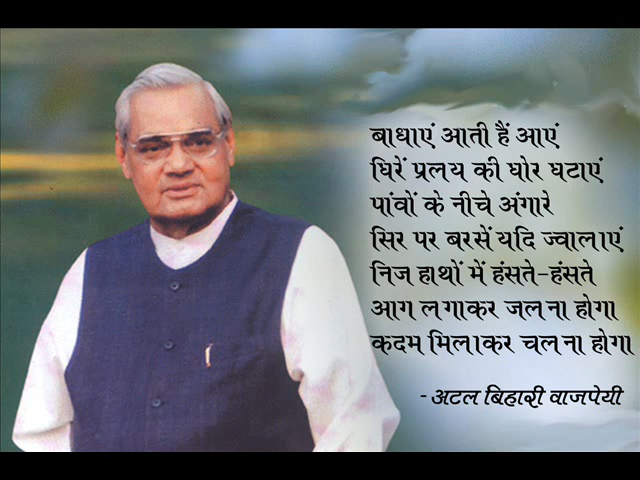 बाधाएं आती हैं आएं
घिरें प्रलय की घोर घटाएं
पांवों के नीचे अंगारे
सिर पर बरसें यदि ज्वालाएं
निज हाथों में हंसते-हंसते
आग लगाकर जलना होगा
कदम मिलाकर चलना होगा
- अटल बिहारी वाजपेयी